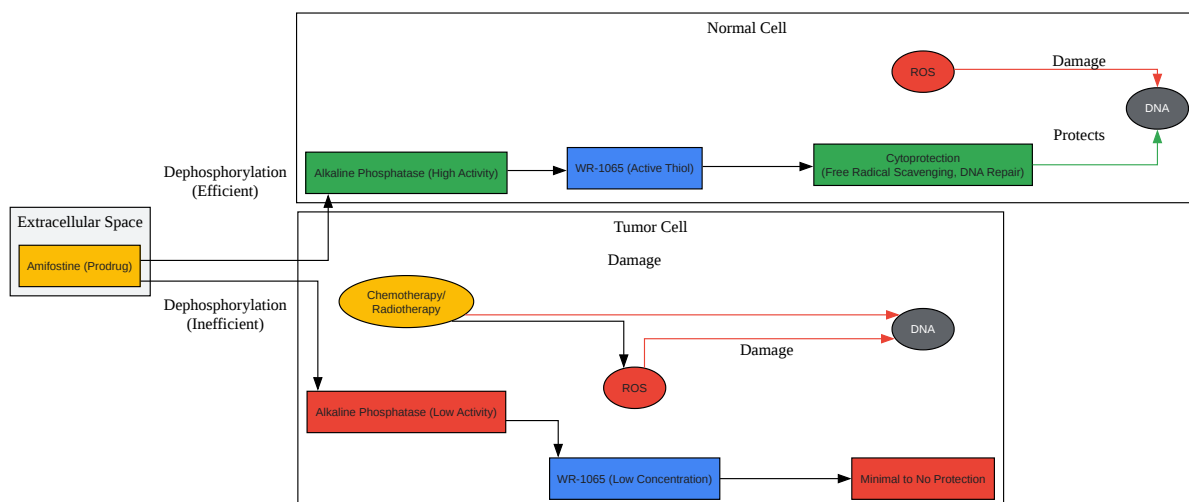 Normal Cell
ROS
Damage
DNA
Protects
Dephosphorylation
(Efficient)
Alkaline Phosphatase (High Activity)
WR-1065 (Active Thiol)
Cytoprotection
(Free Radical Scavenging, DNA Repair)
Extracellular Space
Amifostine (Prodrug)
Dephosphorylation
(Inefficient)
Tumor Cell
Damage
Chemotherapy/
Radiotherapy
DNA
Damage
ROS
Alkaline Phosphatase (Low Activity)
WR-1065 (Low Concentration)
Minimal to No Protection